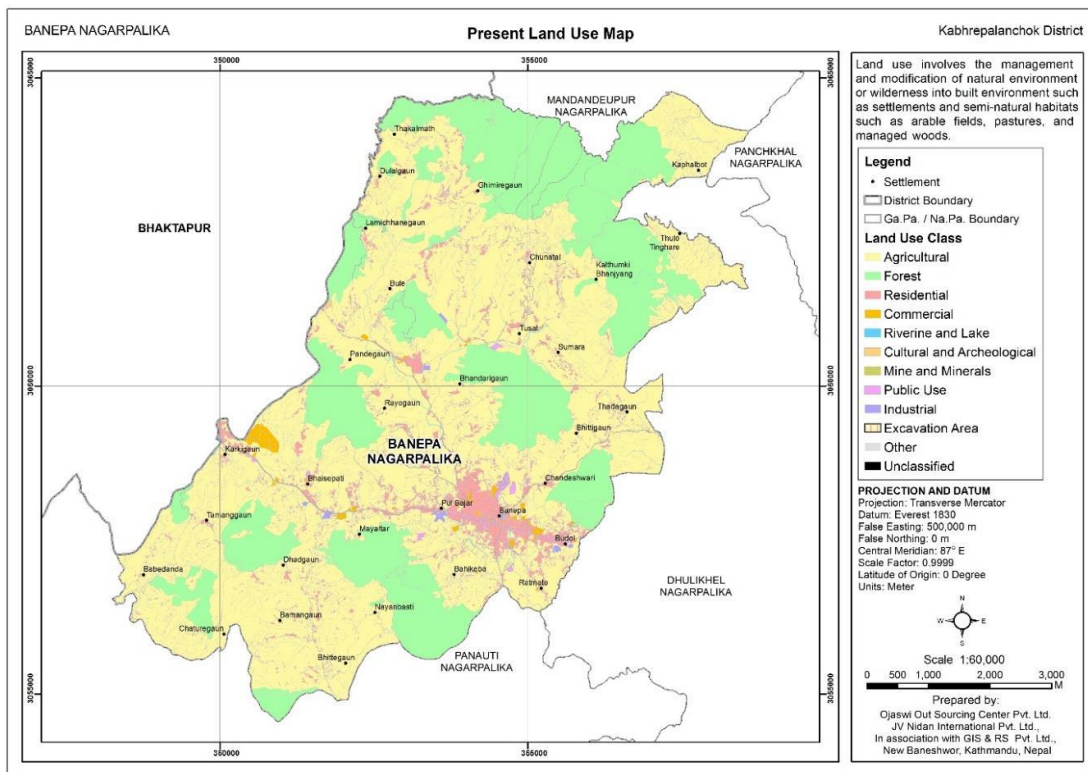 BANEPA NAGARPALIKA
Present Land Use Map
Kabhrepalanchok District
350000
355000
3065000
3065000
MANDANDEUPUR
NAGARPALIKA
PANCHKHAL
NAGARPALIKA
BHAKTAPUR
Thakalmath
Dulalgaun
Ghimiregaun
Kaphalbot
Lamichhanegaun
Thulo
Tinghare
Chunatal
Kalthumki
Bhanjyang
Bule
Tusal
Sumara
Pandegaun
3060000
3060000
Bhandarigaun
Rayogaun
Thadagaun
Bhittigaun
BANEPA
NAGARPALIKA
Karkigaun
Bhaisepati
Chandeshwari
Pul Bajar
Banepa
Tamanggaun
Mayaltar
Budol
Dhadgaun
Babedanda
Bahikoba
Ratmate
DHULIKHEL
NAGARPALIKA
Nayanbasti
Bamangaun
Chaturegaun
PANAUTI
NAGARPALIKA
Bhittegaun
3055000
3055000
350000
355000
Land use involves the management
and modification of natural environment
or wilderness into built environment such
as settlements and semi-natural habitats
such as arable fields, pastures, and
managed woods.
Legend
Settlement
District Boundary
Ga.Pa. / Na.Pa. Boundary
Land Use Class
Agricultural
Forest
Residential
Commercial
Riverine and Lake
Cultural and Archeological
Mine and Minerals
Public Use
Industrial
Excavation Area
Other
Unclassified
PROJECTION AND DATUM
Projection: Transverse Mercator
Datum: Everest 1830
False Easting: 500,000 m
False Northing: 0 m
Central Meridian: 87° E
Scale Factor: 0.9999
Latitude of Origin: 0 Degree
Units: Meter
N
W E
S
Scale 1:60,000
0 500 1,000 2,000 3,000
M
Prepared by:
Ojaswi Out Sourcing Center Pvt. Ltd.
JV Nidan International Pvt. Ltd.,
In association with GIS & RS Pvt. Ltd.,
New Baneshwor, Kathmandu, Nepal